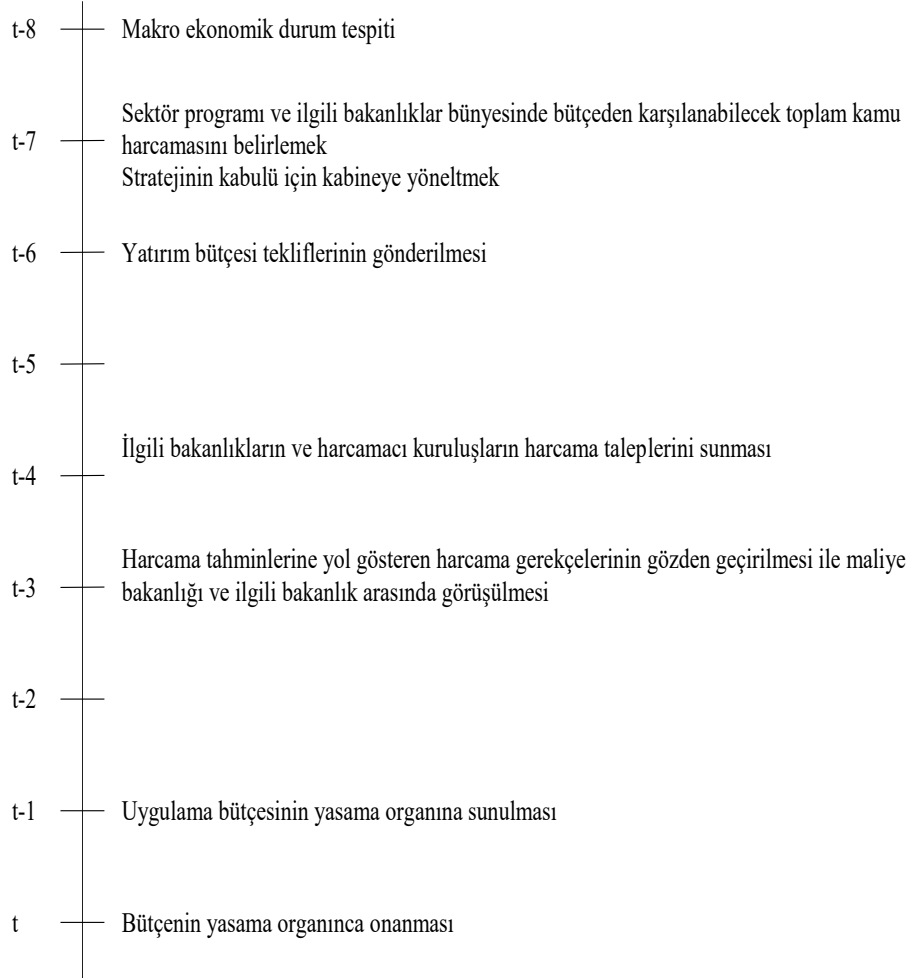 t-8 Makro ekonomik durum tespiti
Sektör programı ve ilgili bakanlıklar bünyesinde bütçeden karşılanabilecek toplam kamu
t-7 harcamasını belirlemek
Stratejinin kabulü için kabineye yöneltmek
t-6 Yatırım bütçesi tekliflerinin gönderilmesi
t-5
İlgili bakanlıkların ve harcamacı kuruluşların harcama taleplerini sunması
t-4
Harcama tahminlerine yol gösteren harcama gerekçelerinin gözden geçirilmesi ile maliye
t-3 bakanlığı ve ilgili bakanlık arasında görüşülmesi
t-2
t-1 Uygulama bütçesinin yasama organına sunulması
t Bütçenin yasama organınca onanması